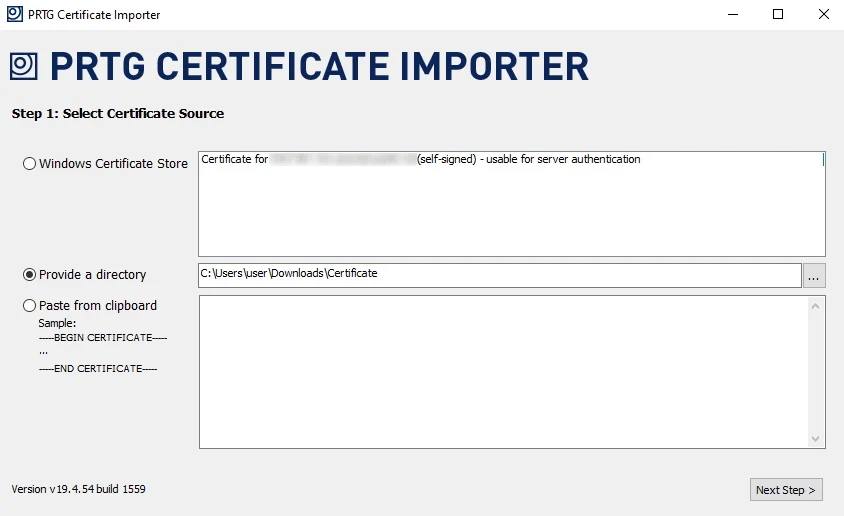 PRTG Certificate Importer
PRTG CERTIFICATE IMPORTER
Step 1: Select Certificate Source
Windows Certificate Store
Certificate for (self-signed) - usable for server authentication
Provide a directory
C:\Users\user\Downloads\Certificate
...
Paste from clipboard
Sample:
-----BEGIN CERTIFICATE-----
...
-----END CERTIFICATE-----
Version v19.4.54 build 1559
Next Step >